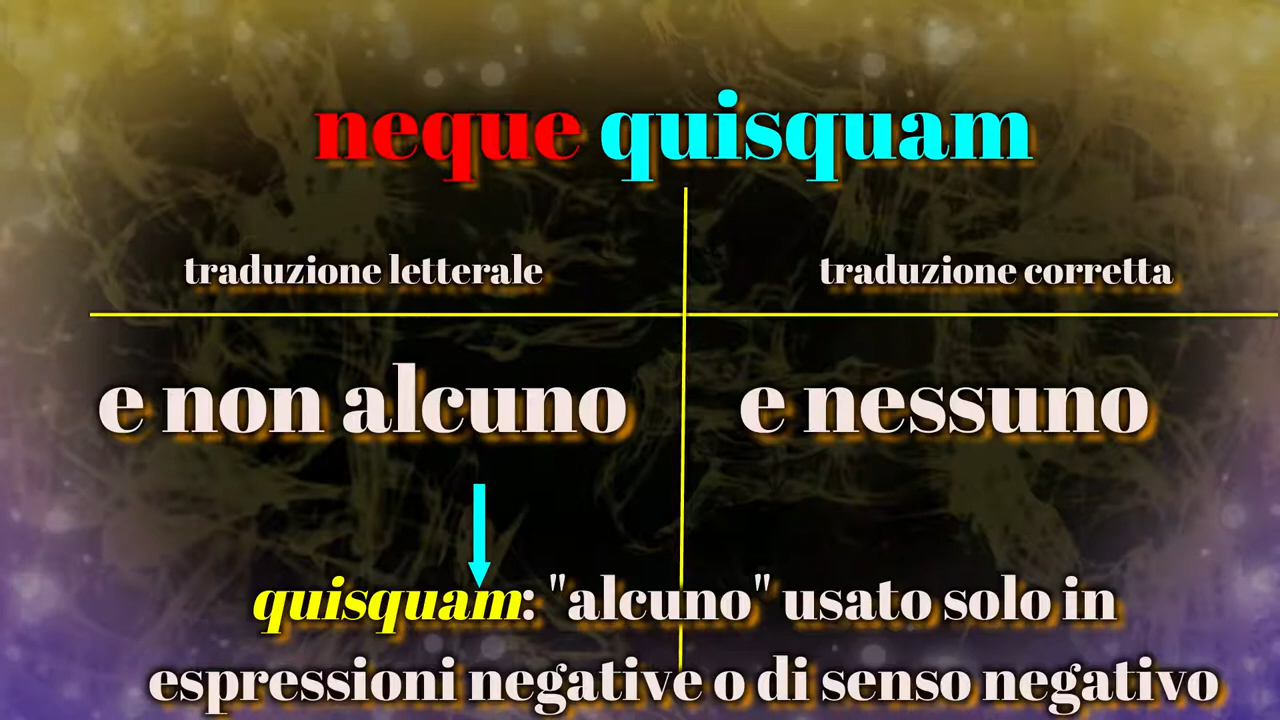 neque quisquam
traduzione letterale
traduzione corretta
e non alcuno
e nessuno
quisquam: "alcuno" usato solo in
espressioni negative o di senso negativo